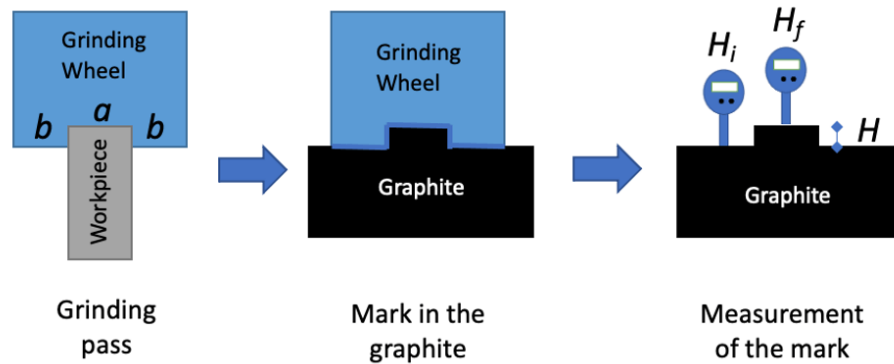 Grinding
Wheel
b
a
b
Workpiece
Grinding
pass
Grinding
Wheel
Graphite
Mark in the
graphite
Hi
Hf
H
Graphite
Measurement
of the mark